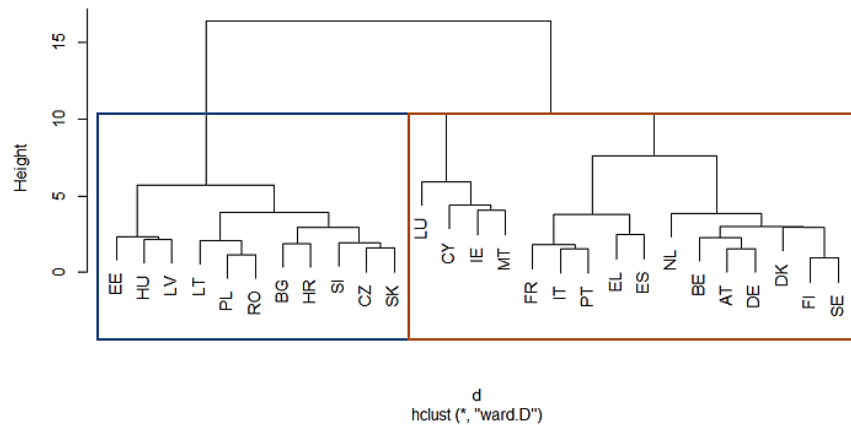 15
10
5
0
Height
EE
HU
LV
LT
PL
RO
BG
HR
SI
CZ
SK
LU
CY
IE
MT
FR
IT
PT
EL
ES
NL
BE
AT
DE
DK
FI
SE
d
hclust (*, "ward.D")